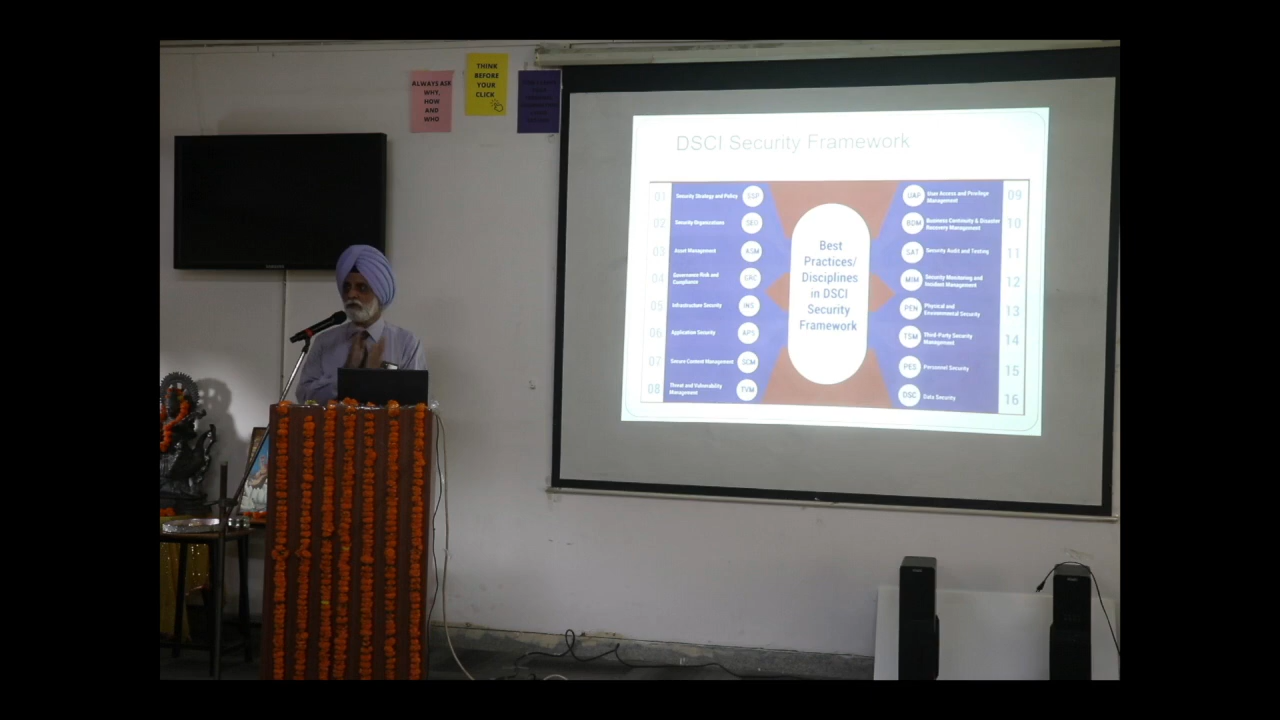 ALWAYS ASK
WHY,
HOW
AND
WHO
THINK
BEFORE
YOUR
CLICK
DSCI Security Framework
01 Security Strategy and Policy SSP
02 Security Organizations SEO
03 Asset Management ASM
04 Governance Risk and
Compliance GRC
05 Infrastructure Security INS
06 Application Security APS
07 Secure Content Management SCM
08 Threat and Vulnerability
Management TVM
Best
Practices/
Disciplines
in DSCI
Security
Framework
UAP User Access and Privilege
Management 09
BDM Business Continuity & Disaster
Recovery Management 10
SAT Security Audit and Testing 11
MIM Security Monitoring and
Incident Management 12
PEN Physical and
Environmental Security 13
TSM Third-Party Security
Management 14
PES Personnel Security 15
DSC Data Security 16